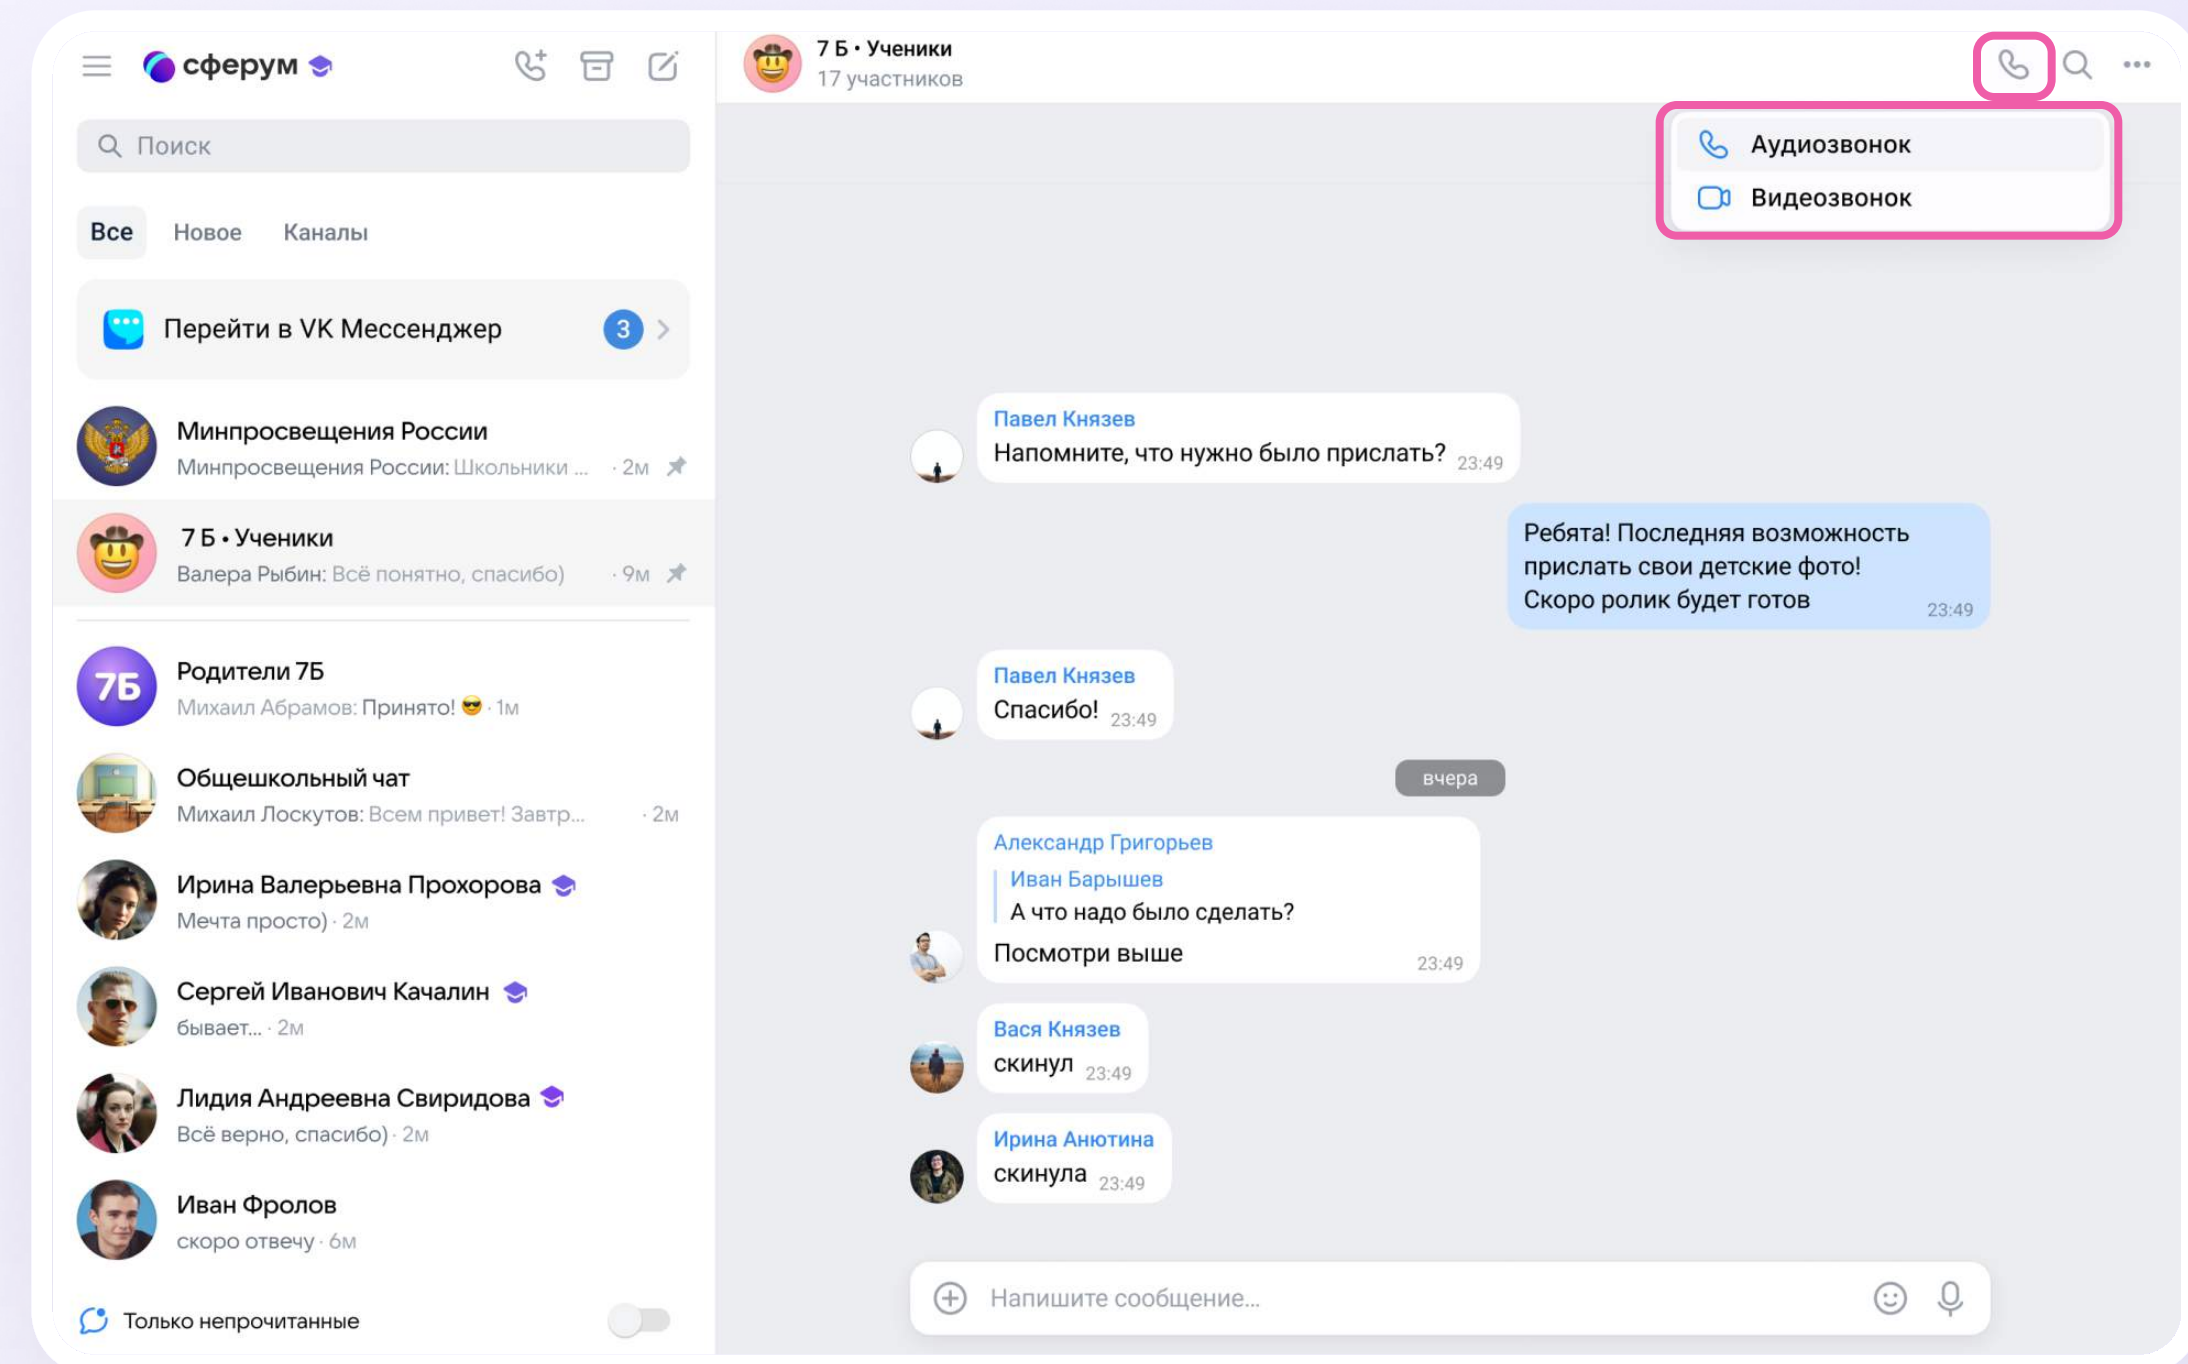 сферум
Поиск
Все Новое Каналы
Перейти в VK Мессенджер 3
Минпросвещения России
Минпросвещения России: Школьники ... · 2м
7 Б • Ученики
Валера Рыбин: Всё понятно, спасибо) · 9м
7Б
Родители 7Б
Михаил Абрамов: Принято! 😎 · 1м
Общешкольный чат
Михаил Лоскутов: Всем привет! Завтр... · 2м
Ирина Валерьевна Прохорова
Мечта просто) · 2м
Сергей Иванович Качалин
бывает... · 2м
Лидия Андреевна Свиридова
Всё верно, спасибо) · 2м
Иван Фролов
скоро отвечу · 6м
Только непрочитанные
7 Б • Ученики
17 участников
Аудиозвонок
Видеозвонок
Павел Князев
Напомните, что нужно было прислать? 23:49
Ребята! Последняя возможность
прислать свои детские фото!
Скоро ролик будет готов 23:49
Павел Князев
Спасибо! 23:49
вчера
Александр Григорьев
Иван Барышев
А что надо было сделать?
Посмотри выше 23:49
Вася Князев
скинул 23:49
Ирина Анютина
скинула 23:49
Напишите сообщение...